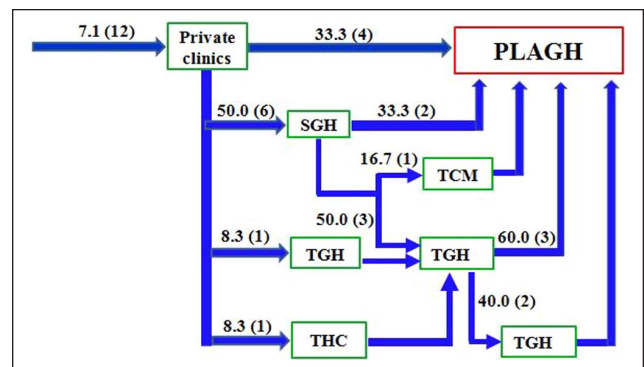 7.1 (12)
Private
clinics
33.3 (4)
PLAGH
50.0 (6)
SGH
33.3 (2)
16.7 (1)
TCM
50.0 (3)
8.3 (1)
TGH
TGH
60.0 (3)
40.0 (2)
8.3 (1)
THC
TGH